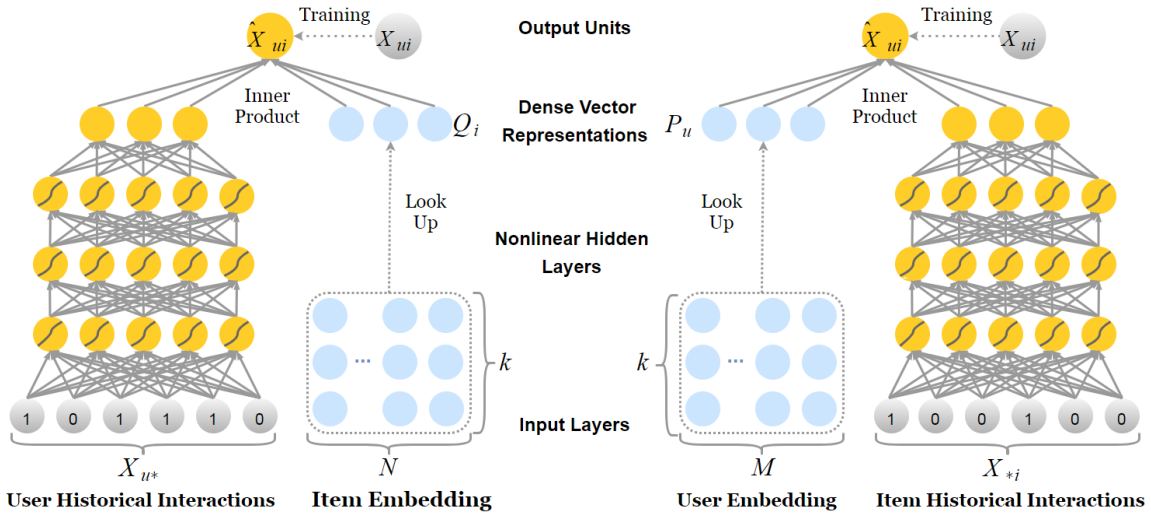 Training
X̂ui
Xui
Output Units
Training
X̂ui
Xui
Inner
Product
Qi
Dense Vector
Representations
Pu
Inner
Product
Look
Up
Nonlinear Hidden
Layers
Look
Up
...
k
k
...
1 0 1 1 1 0
Input Layers
1 0 0 1 0 0
Xu*
N
M
X*i
User Historical Interactions
Item Embedding
User Embedding
Item Historical Interactions